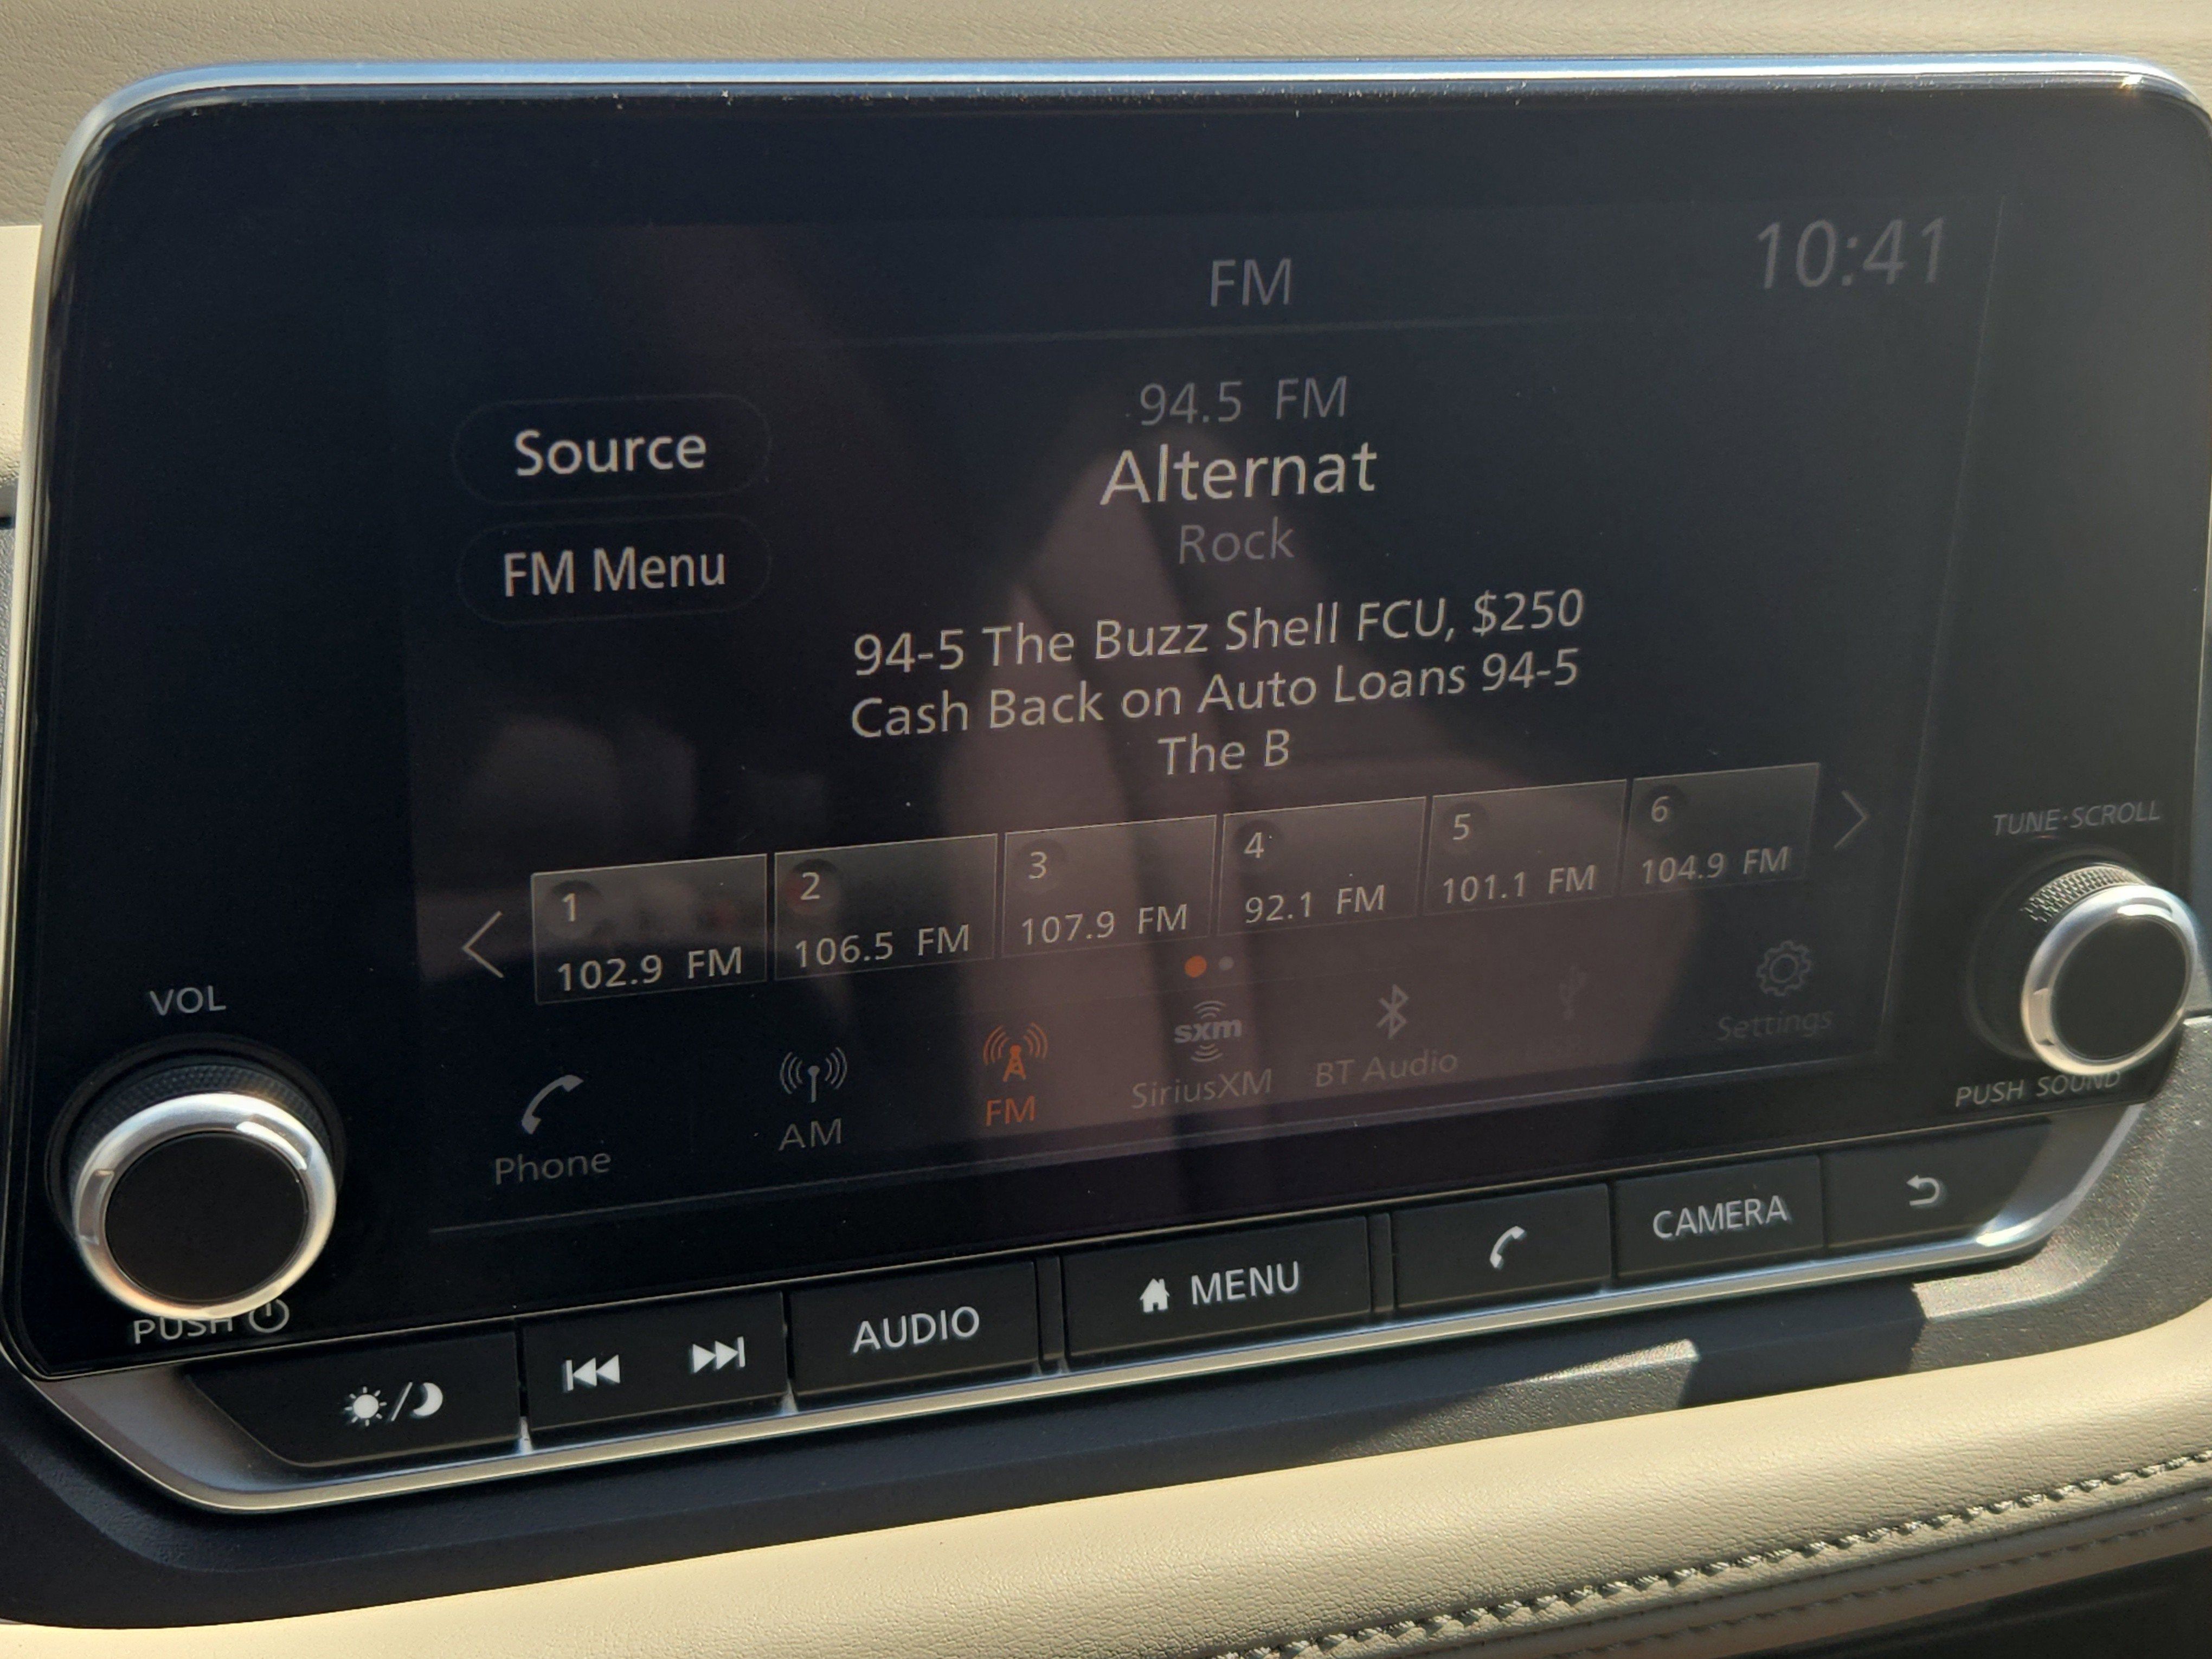 10:41
FM
94.5 FM
Alternat
Rock
Source
FM Menu
94-5 The Buzz Shell FCU, $250
Cash Back on Auto Loans 94-5
The B
1
102.9 FM
2
106.5 FM
3
107.9 FM
4
92.1 FM
5
101.1 FM
6
104.9 FM
Phone
AM
FM
sxm
SiriusXM
BT Audio
Settings
VOL
PUSH
TUNE·SCROLL
PUSH SOUND
AUDIO
MENU
CAMERA